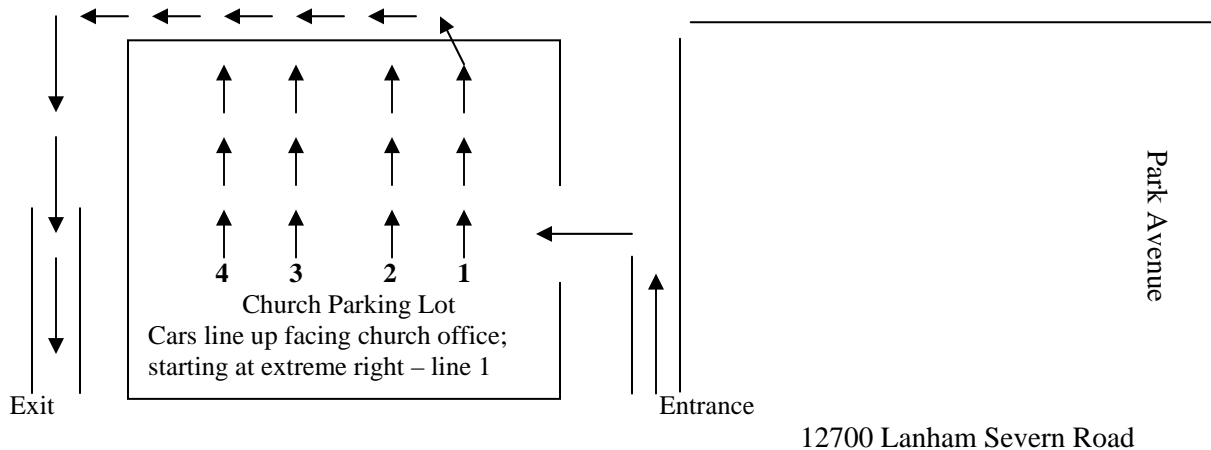 Park Avenue
4 3 2 1
Church Parking Lot
Cars line up facing church office;
starting at extreme right – line 1
Exit
Entrance
12700 Lanham Severn Road